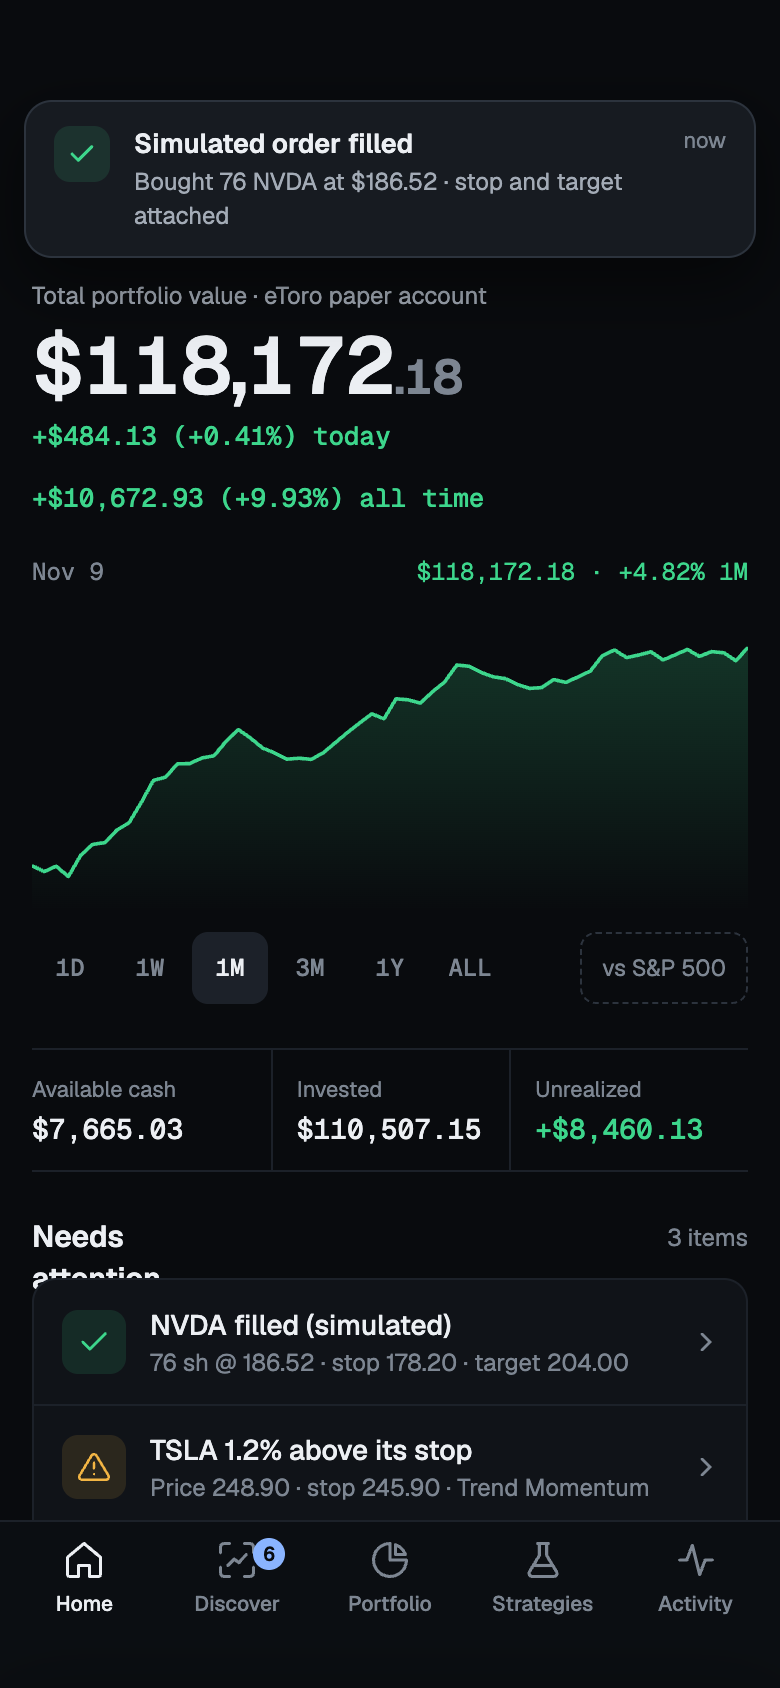 Simulated order filled
now
Bought 76 NVDA at $186.52 · stop and target
attached
Total portfolio value · eToro paper account
$118,172.18
+$484.13 (+0.41%) today
+$10,672.93 (+9.93%) all time
Nov 9
$118,172.18 · +4.82% 1M
1D 1W 1M 3M 1Y ALL
vs S&P 500
Available cash
$7,665.03
Invested
$110,507.15
Unrealized
+$8,460.13
Needs
attention
3 items
NVDA filled (simulated)
76 sh @ 186.52 · stop 178.20 · target 204.00
TSLA 1.2% above its stop
Price 248.90 · stop 245.90 · Trend Momentum
6
Home
Discover
Portfolio
Strategies
Activity